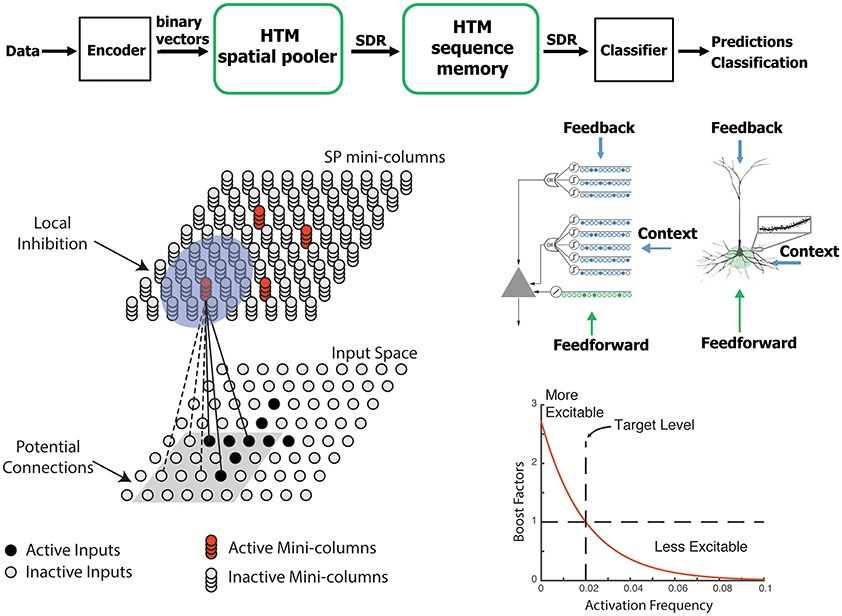 Data
Encoder
binary
vectors
HTM
spatial pooler
SDR
HTM
sequence
memory
SDR
Classifier
Predictions
Classification
SP mini-columns
Local
Inhibition
Input Space
Potential
Connections
Active Inputs
Inactive Inputs
Active Mini-columns
Inactive Mini-columns
Feedback
OR
OR
Context
Feedforward
Feedback
Context
Feedforward
More
Excitable
Target Level
Less Excitable
Boost Factors
3
2
1
0
0
0.02
0.04
0.06
0.08
0.1
Activation Frequency